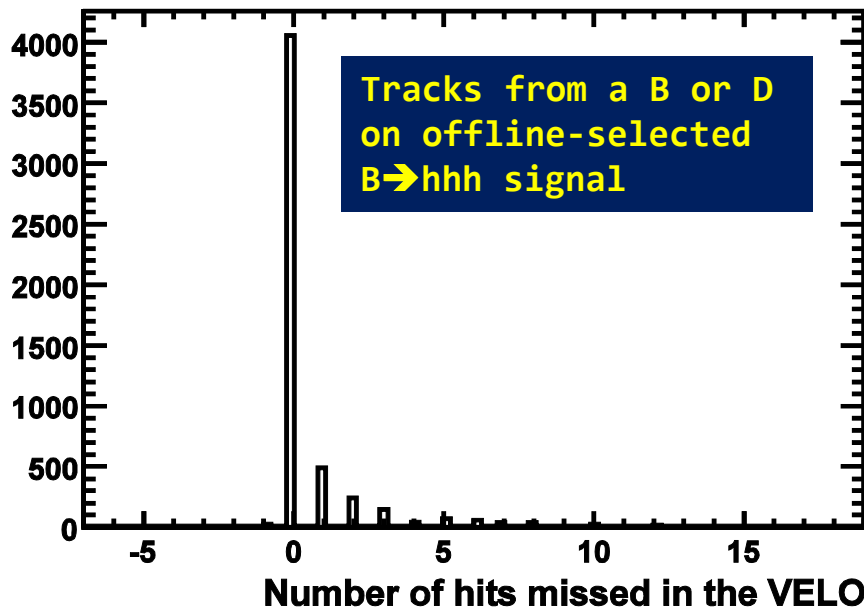 4000
3500
3000
2500
2000
1500
1000
500
0
Tracks from a B or D
on offline-selected
B➔hhh signal
-5 0 5 10 15
Number of hits missed in the VELO